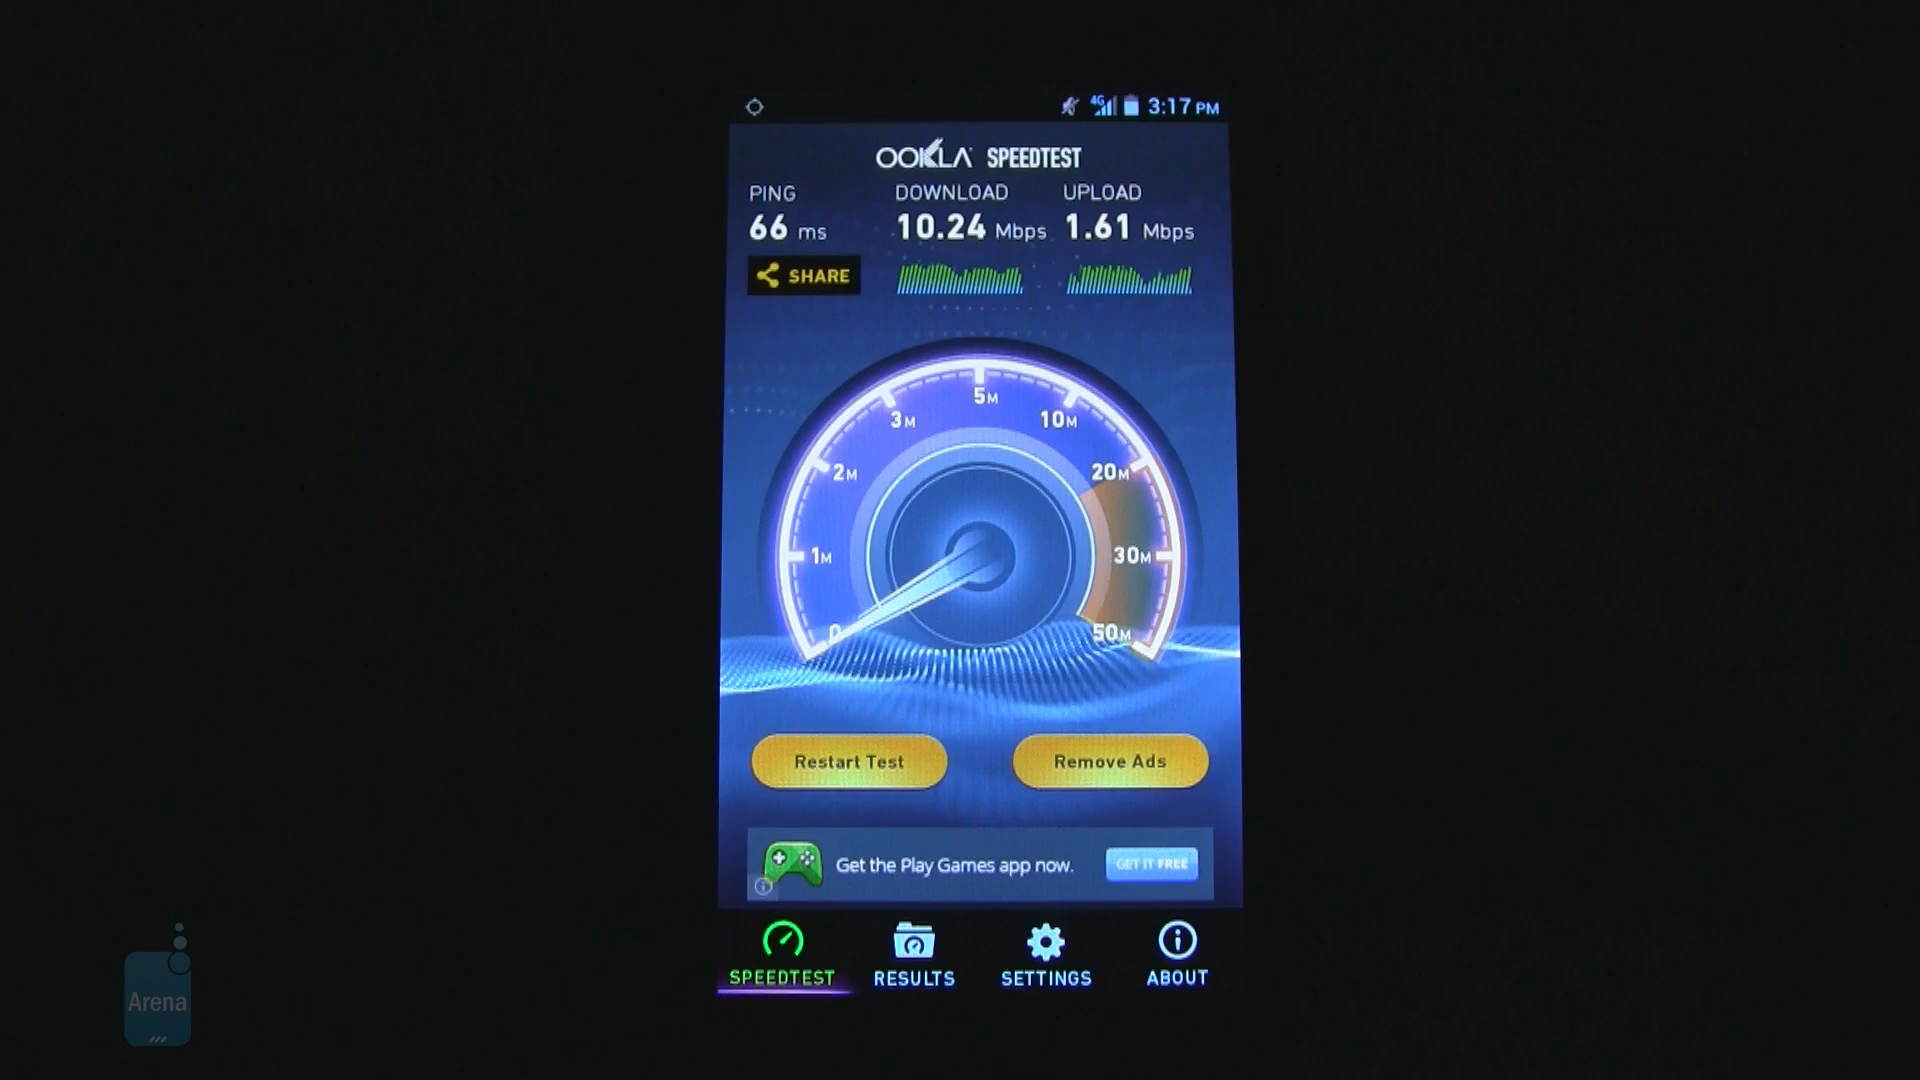 4G 3:17 PM
OOKLA SPEEDTEST
PING DOWNLOAD UPLOAD
66 ms 10.24 Mbps 1.61 Mbps
SHARE
5M
3M 10M
2M 20M
1M 30M
0 50M
Restart Test Remove Ads
Get the Play Games app now. GET IT FREE
SPEEDTEST RESULTS SETTINGS ABOUT
Arena